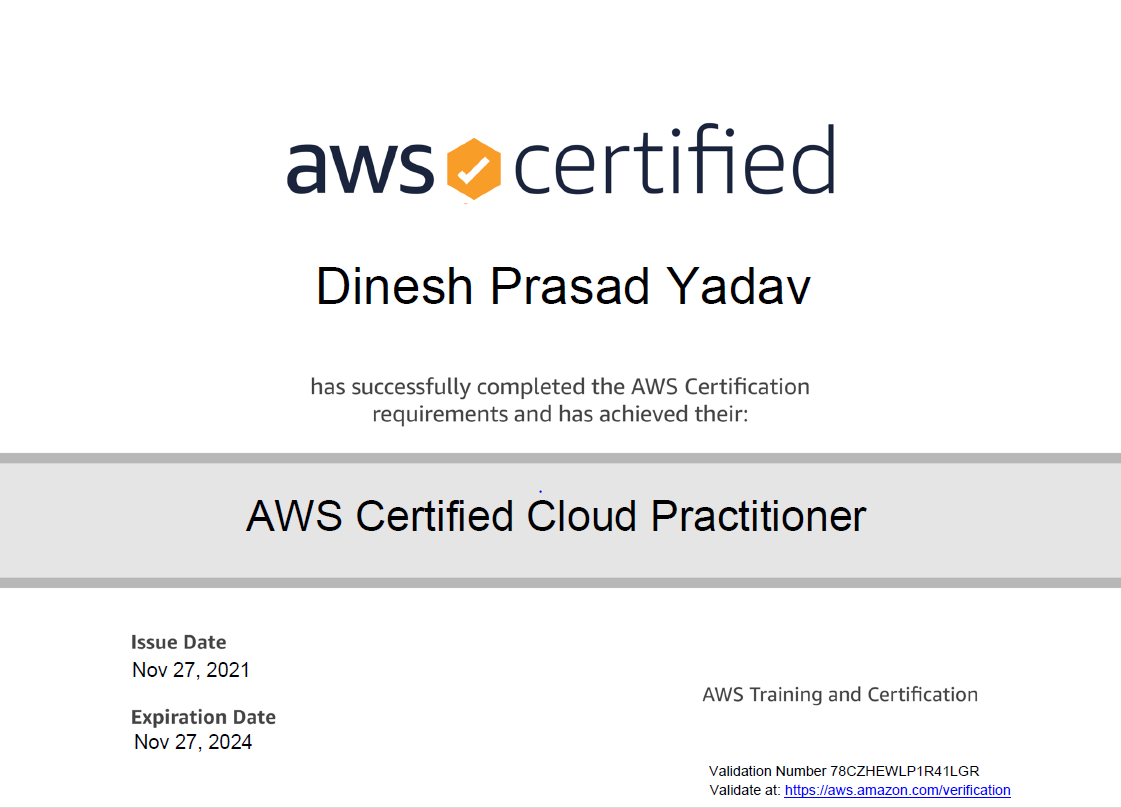 aws certified
Dinesh Prasad Yadav
has successfully completed the AWS Certification
requirements and has achieved their:
AWS Certified Cloud Practitioner
Issue Date
Nov 27, 2021
Expiration Date
Nov 27, 2024
AWS Training and Certification
Validation Number 78CZHEWLP1R41LGR
Validate at: https://aws.amazon.com/verification